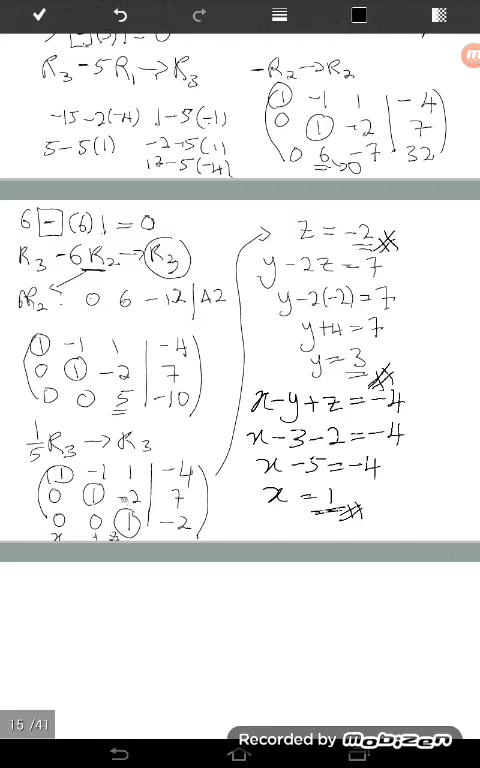 R₃ - 5R₁ → R₃
-15-2(-4) 1-5(-1)
5-5(1) -2-5(1)
12-5(-4)
-R₂ → R₂
1 -1 1 | -4
0 1 -2 | 7
0 6 -7 32
0
6 - (6)1 = 0
R₃ - 6R₂ → R₃
6R₂: 0 6 -12 | 42
1 -1 1 | -4
0 1 -2 | 7
0 0 5 | -10
1/5 R₃ → R₃
1 -1 1 | -4
0 1 -2 | 7
0 0 1 | -2
z = -2
y - 2z = 7
y - 2(-2) = 7
y + 4 = 7
y = 3
x - y + z = -4
x - 3 - 2 = -4
x - 5 = -4
x = 1
15 /41
Recorded by mobizen